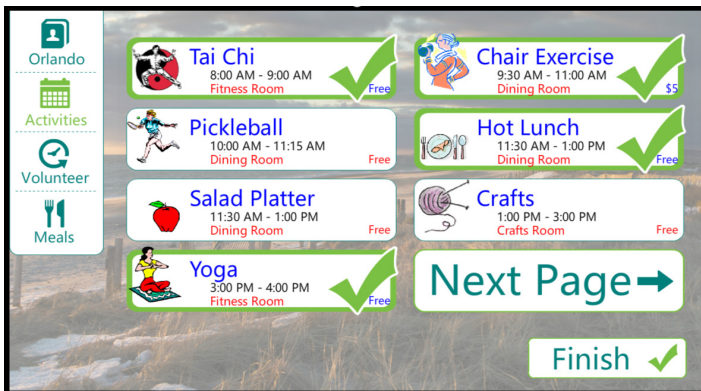 Orlando
Activities
Volunteer
Meals
Tai Chi
8:00 AM - 9:00 AM
Fitness Room
Free
Chair Exercise
9:30 AM - 11:00 AM
Dining Room
$5
Pickleball
10:00 AM - 11:15 AM
Dining Room
Free
Hot Lunch
11:30 AM - 1:00 PM
Dining Room
Free
Salad Platter
11:30 AM - 1:00 PM
Dining Room
Free
Crafts
1:00 PM - 3:00 PM
Crafts Room
Free
Yoga
3:00 PM - 4:00 PM
Fitness Room
Free
Next Page
Finish